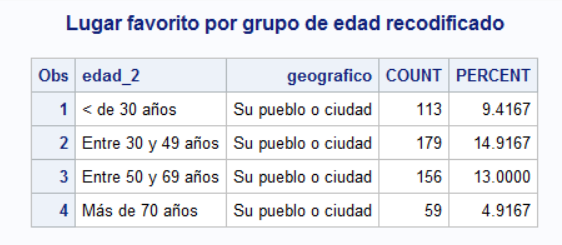 Lugar favorito por grupo de edad recodificado
Obs edad_2 geografico COUNT PERCENT
1 < de 30 años Su pueblo o ciudad 113 9.4167
2 Entre 30 y 49 años Su pueblo o ciudad 179 14.9167
3 Entre 50 y 69 años Su pueblo o ciudad 156 13.0000
4 Más de 70 años Su pueblo o ciudad 59 4.9167